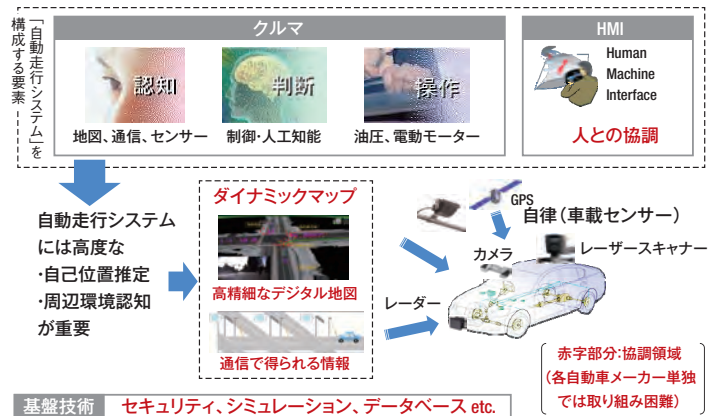 「自動走行システム」を
構成する要素
クルマ
認知
判断
操作
地図、通信、センサー
制御・人工知能
油圧、電動モーター
HMI
Human
Machine
Interface
人との協調
自動走行システム
には高度な
・自己位置推定
・周辺環境認知
が重要
ダイナミックマップ
高精細なデジタル地図
通信で得られる情報
GPS
自律（車載センサー）
カメラ
レーザースキャナー
レーダー
赤字部分：協調領域
（各自動車メーカー単独
では取り組み困難）
基盤技術
セキュリティ、シミュレーション、データベース etc.